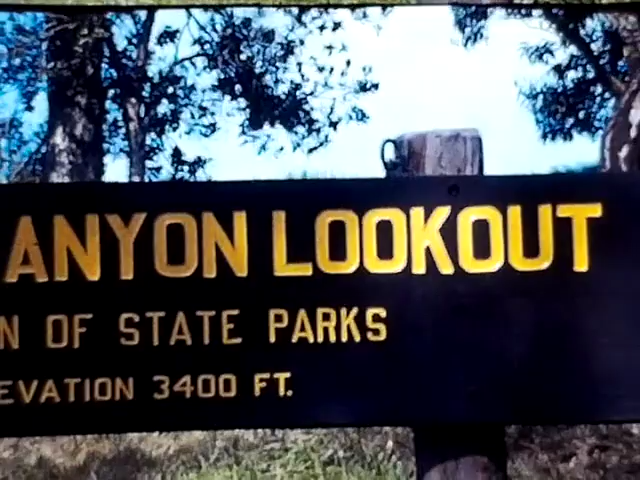 ANYON LOOKOUT
N OF STATE PARKS
EVATION 3400 FT.